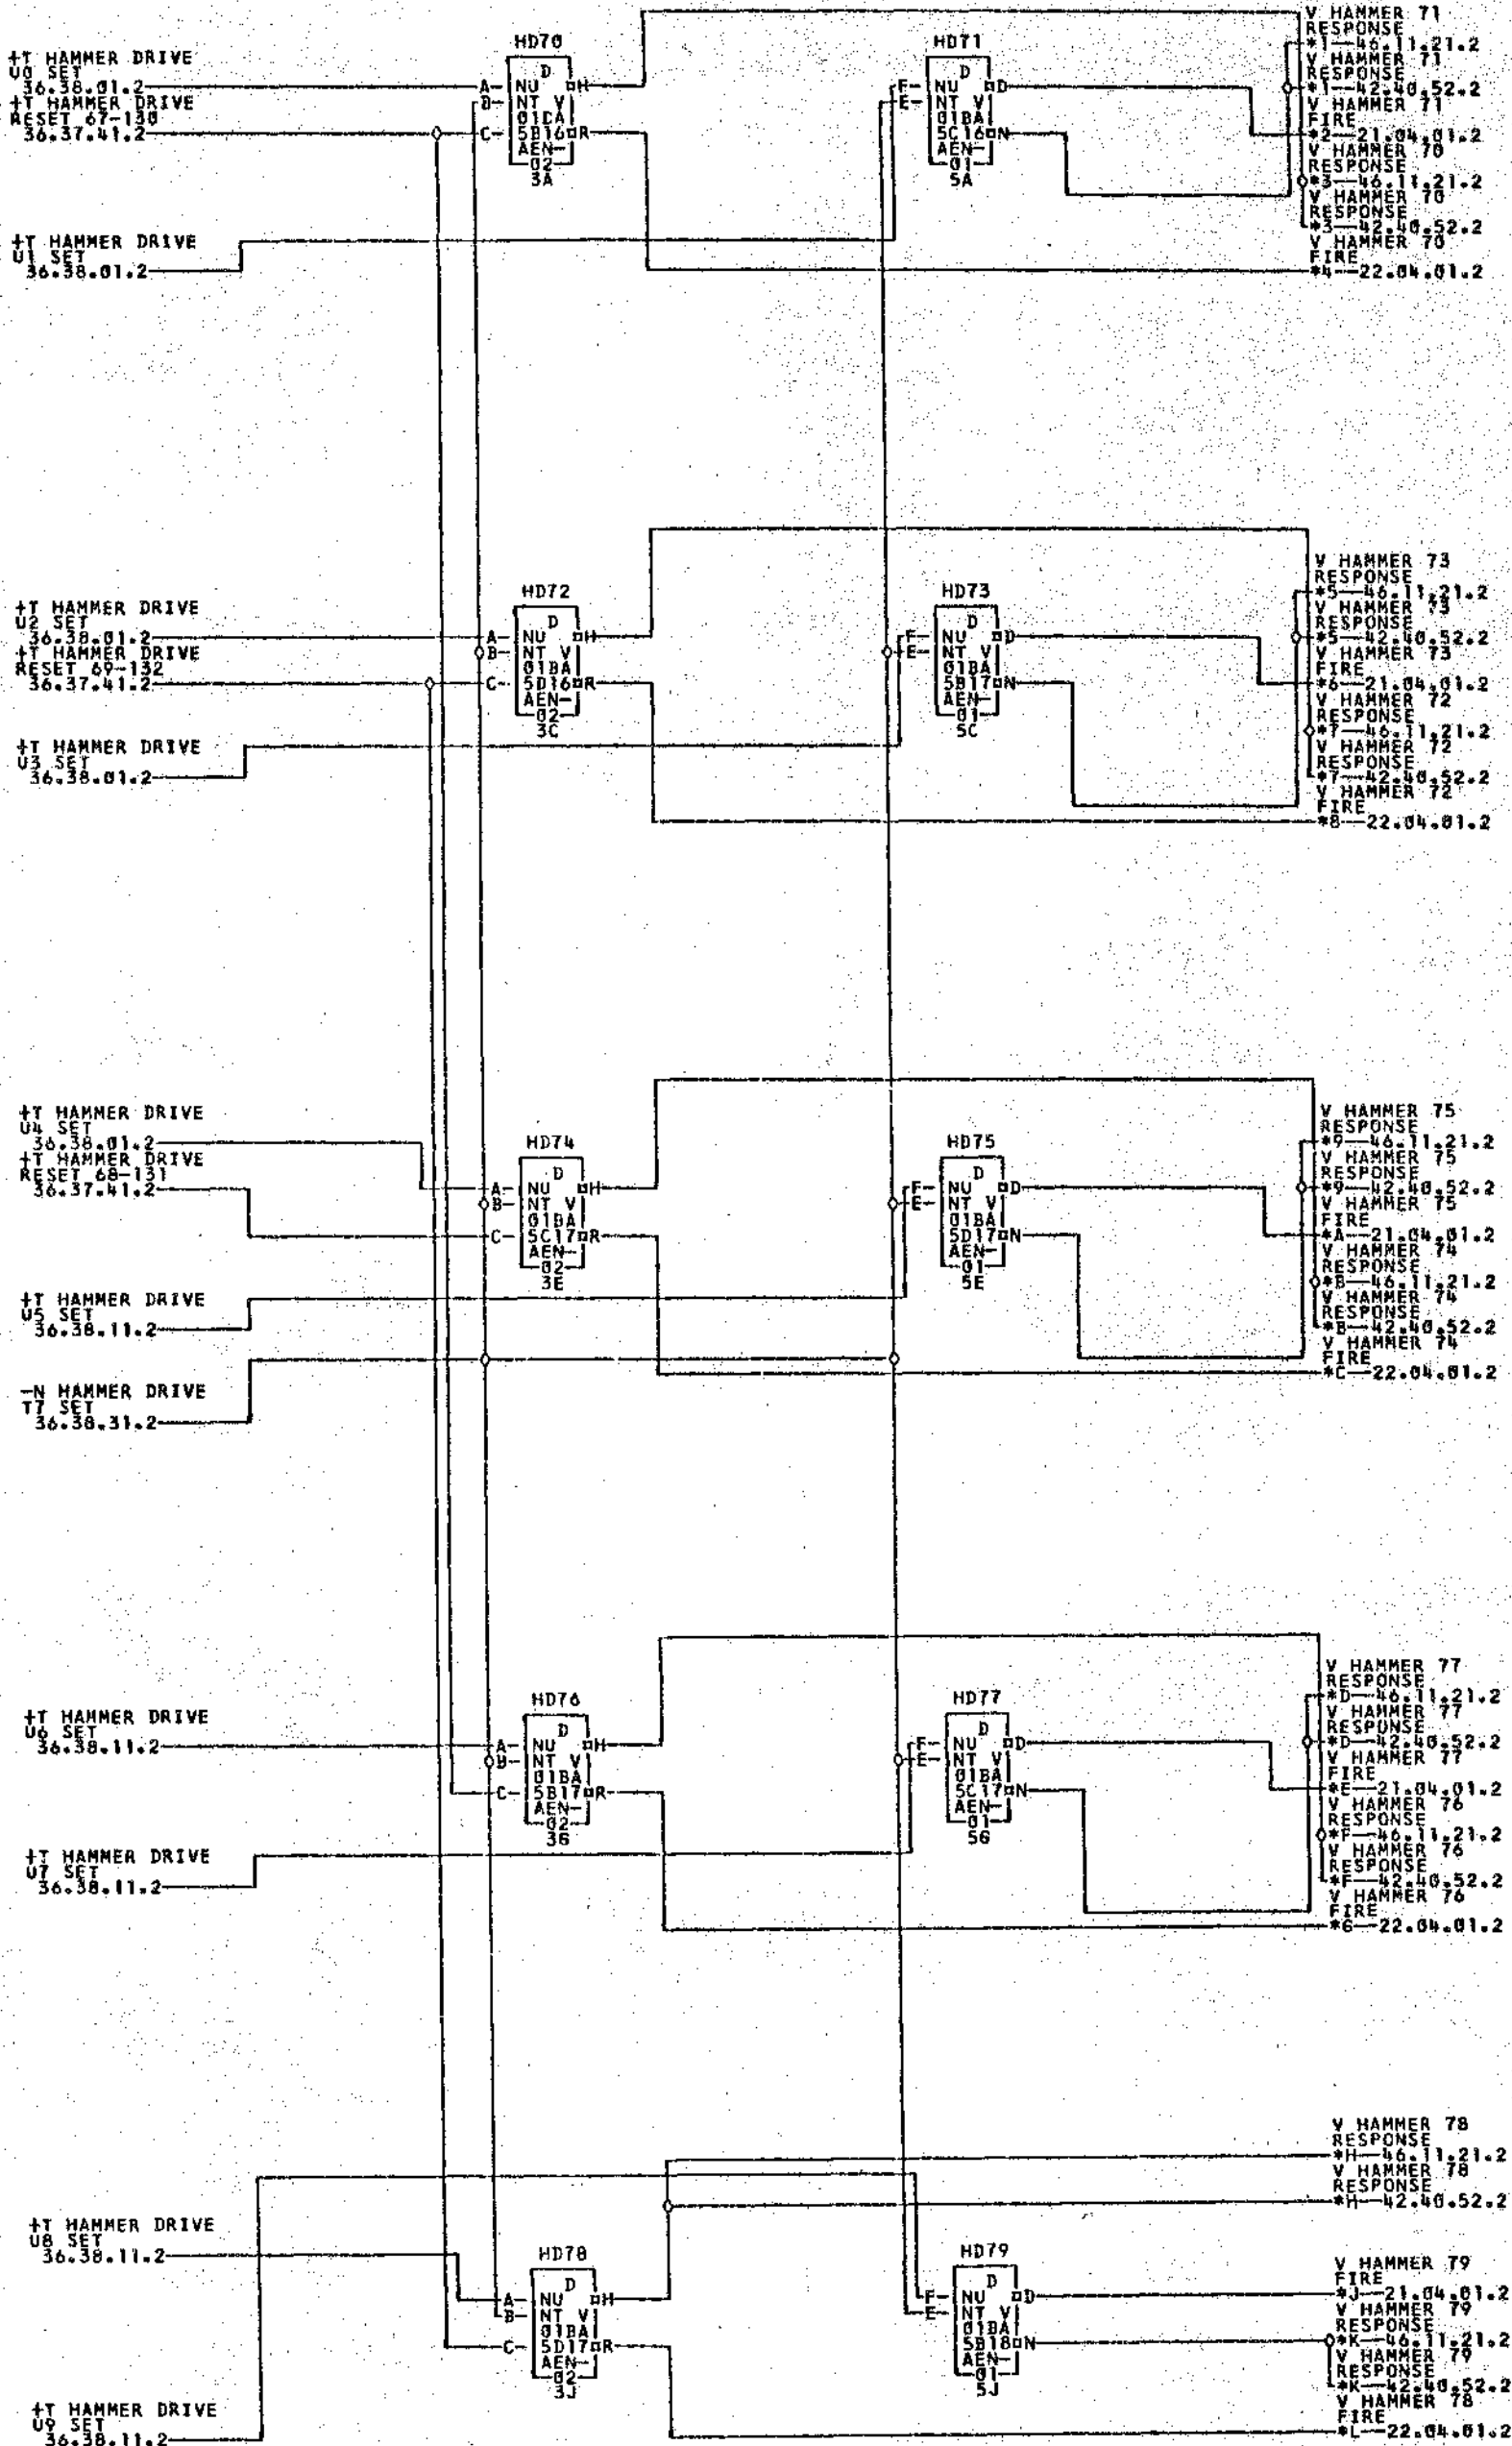 +T HAMMER DRIVE
U0 SET
36.38.01.2
+T HAMMER DRIVE
RESET 67-130
36.37.41.2
+T HAMMER DRIVE
U1 SET
36.38.01.2
HD70
D
A- NU H
B- NT V
01BA
C- 5B16 R
AEN-
02
3A
HD71
D
F- NU D
E- NT V
01BA
5C16 N
AEN-
01
5A
V HAMMER 71
RESPONSE
*1-46.11.21.2
V HAMMER 71
RESPONSE
*1-42.40.52.2
V HAMMER 71
FIRE
*2-21.04.01.2
V HAMMER 70
RESPONSE
*3-46.11.21.2
V HAMMER 70
RESPONSE
*3-42.40.52.2
V HAMMER 70
FIRE
*4-22.04.01.2
+T HAMMER DRIVE
U2 SET
36.38.01.2
+T HAMMER DRIVE
RESET 69-132
36.37.41.2
+T HAMMER DRIVE
U3 SET
36.38.01.2
HD72
D
A- NU H
B- NT V
01BA
C- 5D16 R
AEN-
02
3C
HD73
D
F- NU D
E- NT V
01BA
5B17 N
AEN-
01
5C
V HAMMER 73
RESPONSE
*5-46.11.21.2
V HAMMER 73
RESPONSE
*5-42.40.52.2
V HAMMER 73
FIRE
*6-21.04.01.2
V HAMMER 72
RESPONSE
*7-46.11.21.2
V HAMMER 72
RESPONSE
*7-42.40.52.2
V HAMMER 72
FIRE
*8-22.04.01.2
+T HAMMER DRIVE
U4 SET
36.38.01.2
+T HAMMER DRIVE
RESET 68-131
36.37.41.2
+T HAMMER DRIVE
U5 SET
36.38.11.2
-N HAMMER DRIVE
T7 SET
36.38.31.2
HD74
D
A- NU H
B- NT V
01BA
C- 5C17 R
AEN-
02
3E
HD75
D
F- NU D
E- NT V
01BA
5D17 N
AEN-
01
5E
V HAMMER 75
RESPONSE
*9-46.11.21.2
V HAMMER 75
RESPONSE
*9-42.40.52.2
V HAMMER 75
FIRE
*A-21.04.01.2
V HAMMER 74
RESPONSE
*B-46.11.21.2
V HAMMER 74
RESPONSE
*B-42.40.52.2
V HAMMER 74
FIRE
*C-22.04.01.2
+T HAMMER DRIVE
U6 SET
36.38.11.2
+T HAMMER DRIVE
U7 SET
36.38.11.2
HD76
D
A- NU H
B- NT V
01BA
C- 5B17 R
AEN-
02
3G
HD77
D
F- NU D
E- NT V
01BA
5C17 N
AEN-
01
5G
V HAMMER 77
RESPONSE
*D-46.11.21.2
V HAMMER 77
RESPONSE
*D-42.40.52.2
V HAMMER 77
FIRE
*E-21.04.01.2
V HAMMER 76
RESPONSE
*F-46.11.21.2
V HAMMER 76
RESPONSE
*F-42.40.52.2
V HAMMER 76
FIRE
*G-22.04.01.2
+T HAMMER DRIVE
U8 SET
36.38.11.2
+T HAMMER DRIVE
U9 SET
36.38.11.2
HD78
D
A- NU H
B- NT V
01BA
C- 5D17 R
AEN-
02
3J
HD79
D
F- NU D
E- NT V
01BA
5B18 N
AEN-
01
5J
V HAMMER 78
RESPONSE
*H-46.11.21.2
V HAMMER 78
RESPONSE
*H-42.40.52.2
V HAMMER 79
FIRE
*J-21.04.01.2
V HAMMER 79
RESPONSE
*K-46.11.21.2
V HAMMER 79
RESPONSE
*K-42.40.52.2
V HAMMER 78
FIRE
*L-22.04.01.2